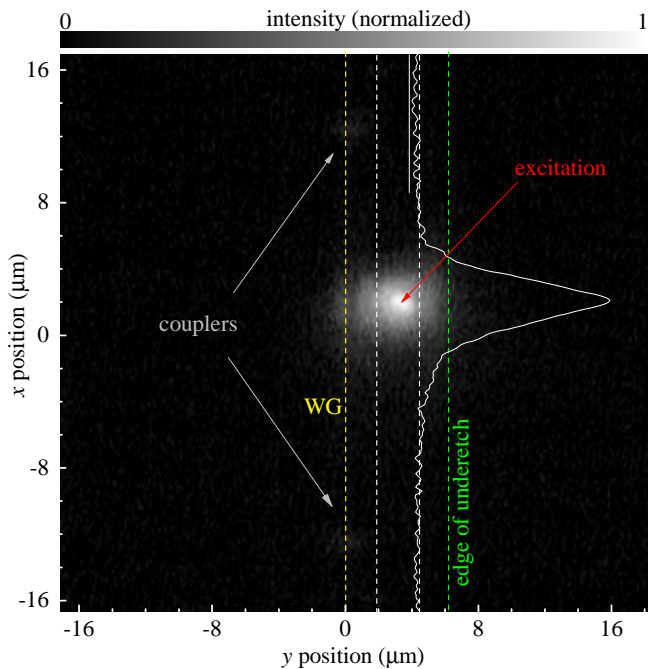 intensity (normalized)
0
1
16
8
0
-8
-16
x position (μm)
excitation
couplers
WG
edge of underetch
-16
-8
0
8
16
y position (μm)